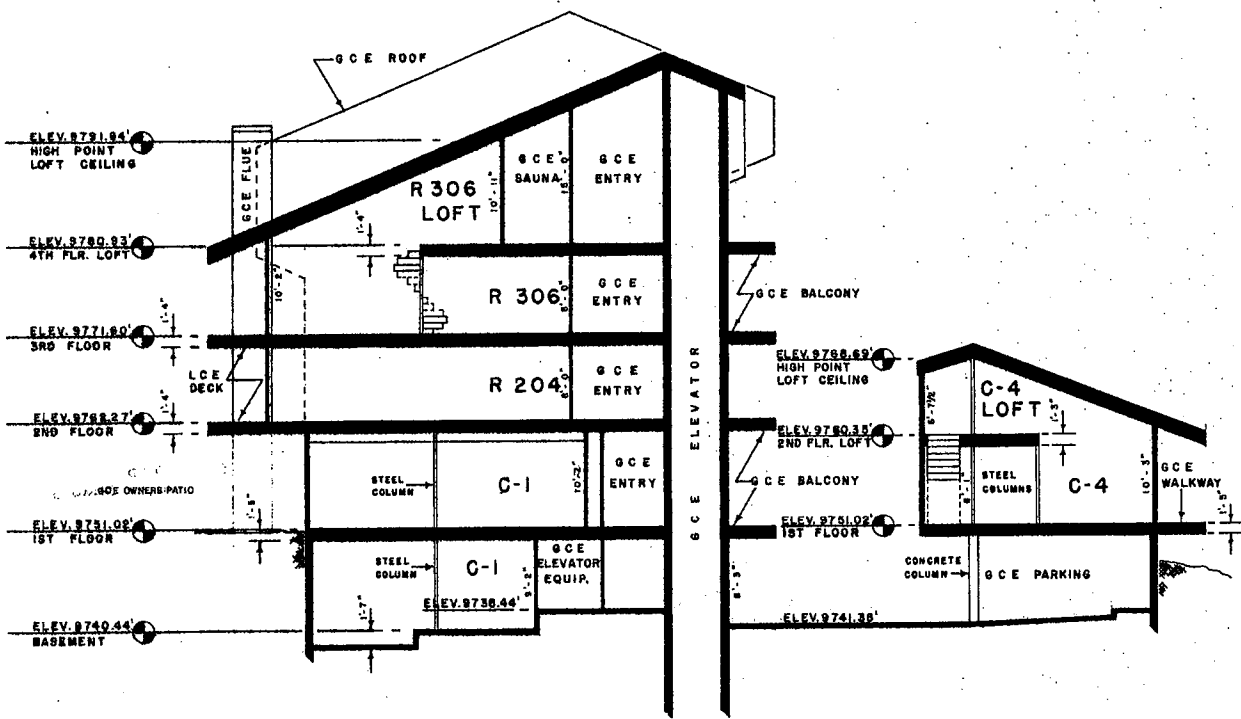 GCE ROOF
ELEV. 9791.94'
HIGH POINT
LOFT CEILING
GCE FLUE
R 306
LOFT
10'-11"
GCE
SAUNA
15'-0"
GCE
ENTRY
ELEV. 9780.93'
4TH FLR. LOFT
1'-4"
10'-2"
R 306
8'-0"
GCE
ENTRY
GCE BALCONY
ELEV. 9771.60'
3RD FLOOR
1'-4"
LCE
DECK
R 204
8'-0"
GCE
ENTRY
GCE ELEVATOR
ELEV. 9768.69'
HIGH POINT
LOFT CEILING
C-4
LOFT
6'-7 1/2"
1'-3"
1'-4"
ELEV. 9762.27'
2ND FLOOR
ELEV. 9760.35'
2ND FLR. LOFT
STEEL
COLUMN
C-1
10'-2"
GCE
ENTRY
GCE BALCONY
STEEL
COLUMNS
8'-1"
C-4
10'-3"
GCE
WALKWAY
GCE OWNERS PATIO
1'-5"
ELEV. 9751.02'
1ST FLOOR
ELEV. 9751.02'
1ST FLOOR
1'-5"
STEEL
COLUMN
C-1
9'-2"
GCE
ELEVATOR
EQUIP.
8'-3"
CONCRETE
COLUMN
GCE PARKING
ELEV. 9738.44'
1'-7"
ELEV. 9740.44'
BASEMENT
ELEV. 9741.38'